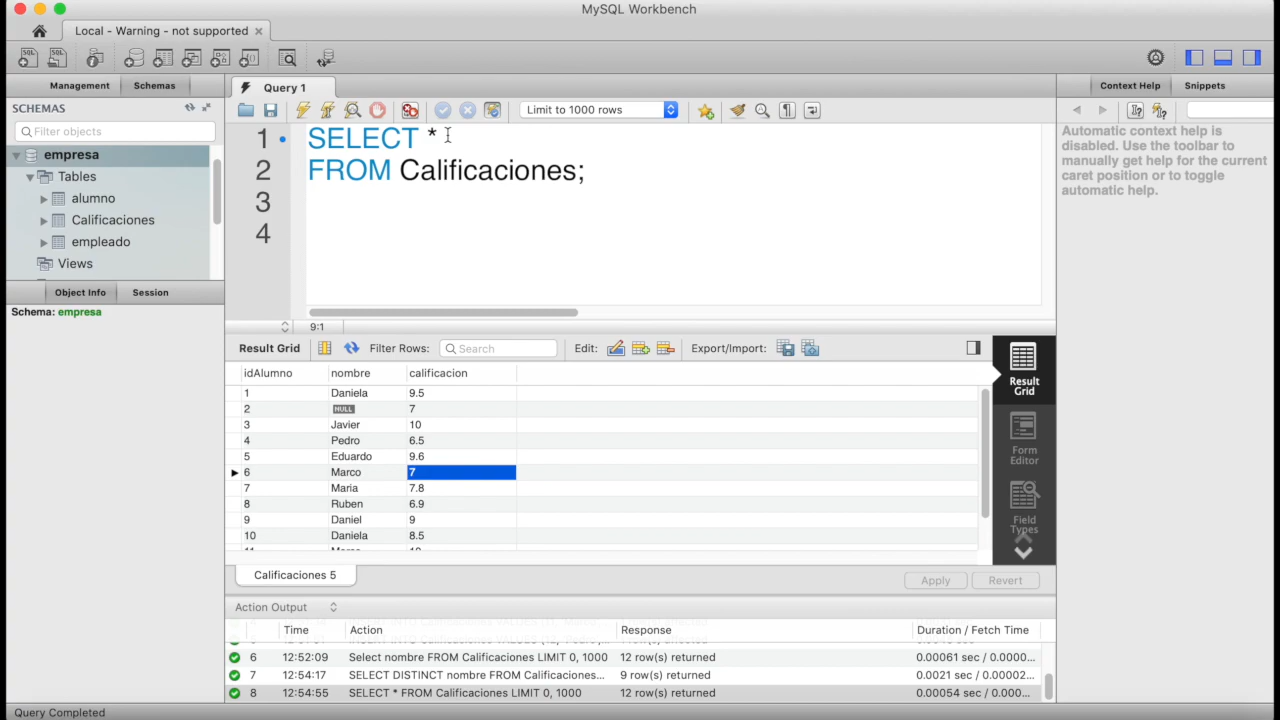 MySQL Workbench
Local - Warning - not supported
Management Schemas
SCHEMAS
Filter objects
empresa
Tables
alumno
Calificaciones
empleado
Views
Object Info Session
Schema: empresa
Query 1
Limit to 1000 rows
1 SELECT *
2 FROM Calificaciones;
3
4
9:1
Result Grid Filter Rows: Search Edit: Export/Import:
idAlumno nombre calificacion
1 Daniela 9.5
2 NULL 7
3 Javier 10
4 Pedro 6.5
5 Eduardo 9.6
6 Marco 7
7 Maria 7.8
8 Ruben 6.9
9 Daniel 9
10 Daniela 8.5
Result Grid
Form Editor
Field Types
Calificaciones 5
Apply Revert
Action Output
Time Action Response Duration / Fetch Time
6 12:52:09 Select nombre FROM Calificaciones LIMIT 0, 1000 12 row(s) returned 0.00061 sec / 0.0000...
7 12:54:17 SELECT DISTINCT nombre FROM Calificaciones... 9 row(s) returned 0.0021 sec / 0.00002...
8 12:54:55 SELECT * FROM Calificaciones LIMIT 0, 1000 12 row(s) returned 0.00054 sec / 0.000...
Query Completed
Context Help Snippets
Automatic context help is
disabled. Use the toolbar to
manually get help for the current
caret position or to toggle
automatic help.